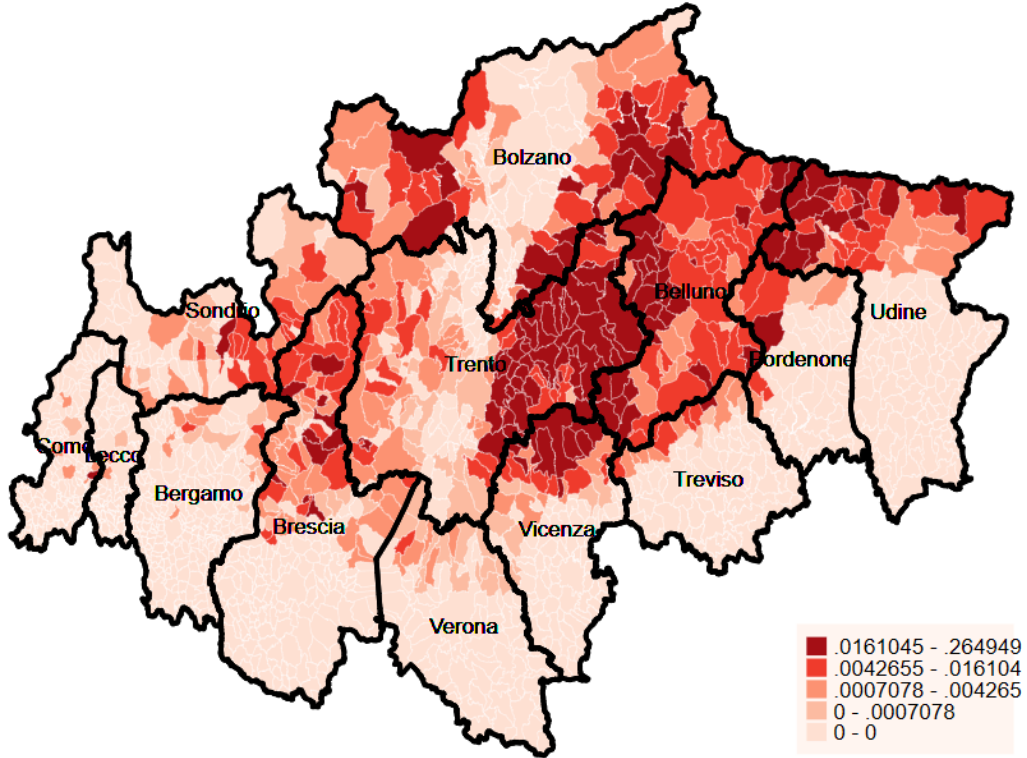 Bolzano
Sondrio
Belluno
Udine
Trento
Pordenone
Como
Lecco
Bergamo
Treviso
Brescia
Vicenza
Verona
.0161045 - .264949
.0042655 - .016104
.0007078 - .004265
0 - .0007078
0 - 0